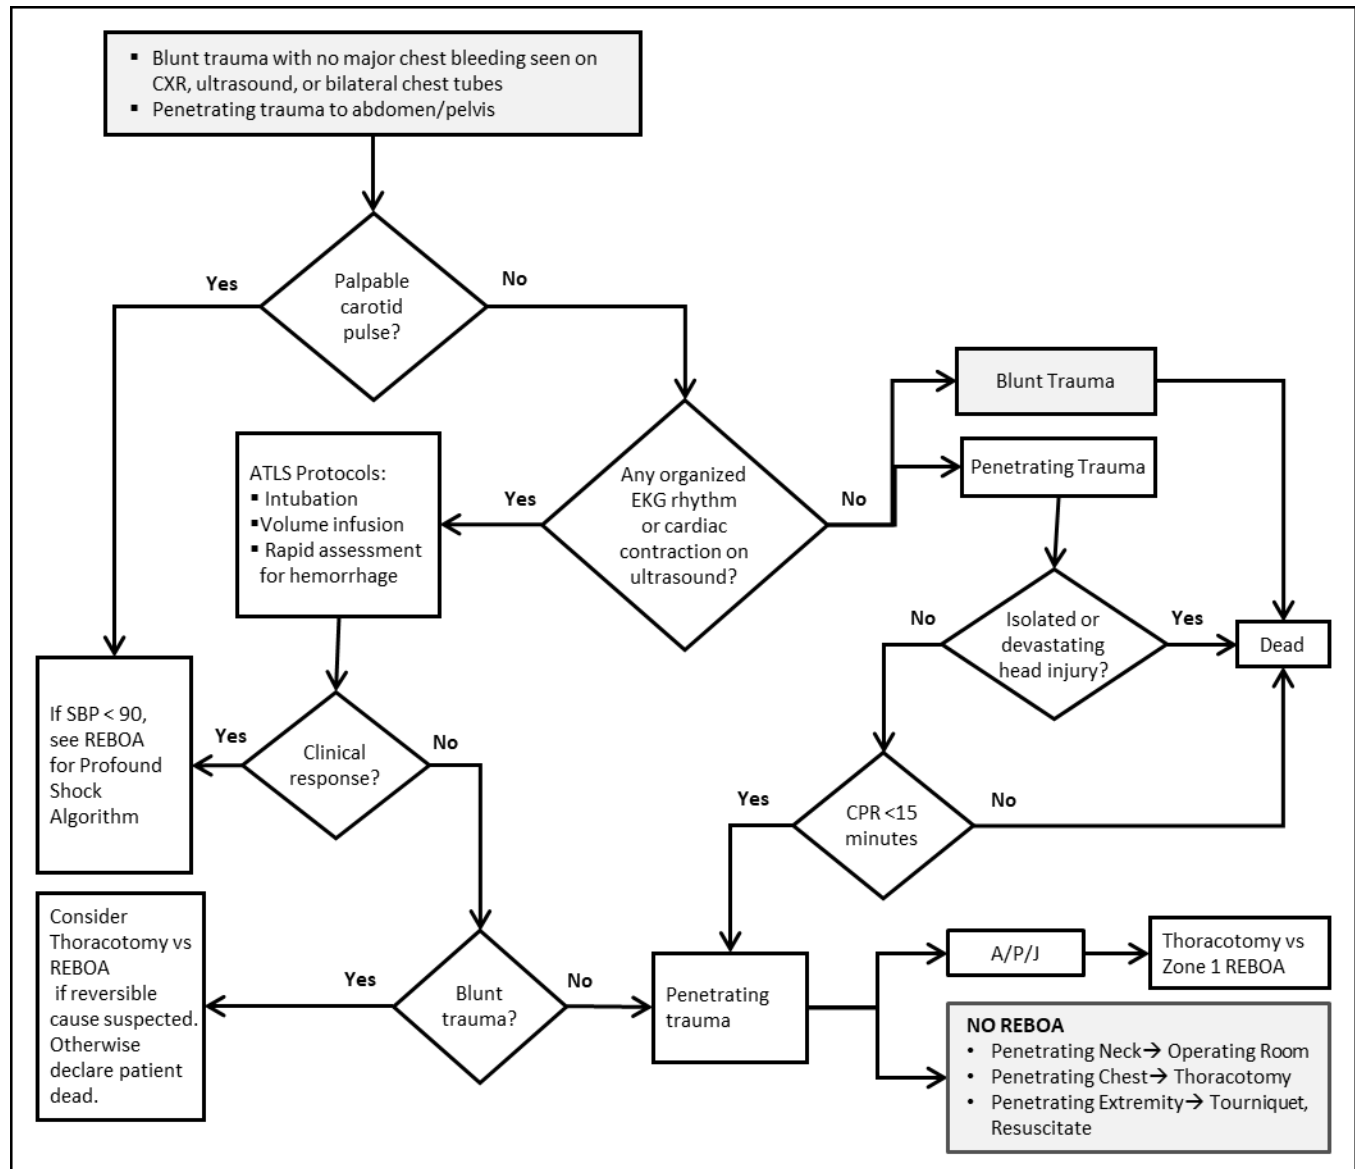 ▪ Blunt trauma with no major chest bleeding seen on
CXR, ultrasound, or bilateral chest tubes
▪ Penetrating trauma to abdomen/pelvis
Yes
Palpable
carotid
pulse?
No
Blunt Trauma
Penetrating Trauma
ATLS Protocols:
▪ Intubation
▪Volume infusion
▪ Rapid assessment
for hemorrhage
Yes
Any organized
EKG rhythm
or cardiac
contraction on
ultrasound?
No
No
Isolated or
devastating
head injury?
Yes
Dead
If SBP < 90,
see REBOA
for Profound
Shock
Algorithm
Yes
Clinical
response?
No
Yes
CPR <15
minutes
No
Consider
Thoracotomy vs
REBOA
if reversible
cause suspected.
Otherwise
declare patient
dead.
Yes
Blunt
trauma?
No
Penetrating
trauma
A/P/J
Thoracotomy vs
Zone 1 REBOA
NO REBOA
• Penetrating Neck→ Operating Room
• Penetrating Chest→ Thoracotomy
• Penetrating Extremity→ Tourniquet,
Resuscitate